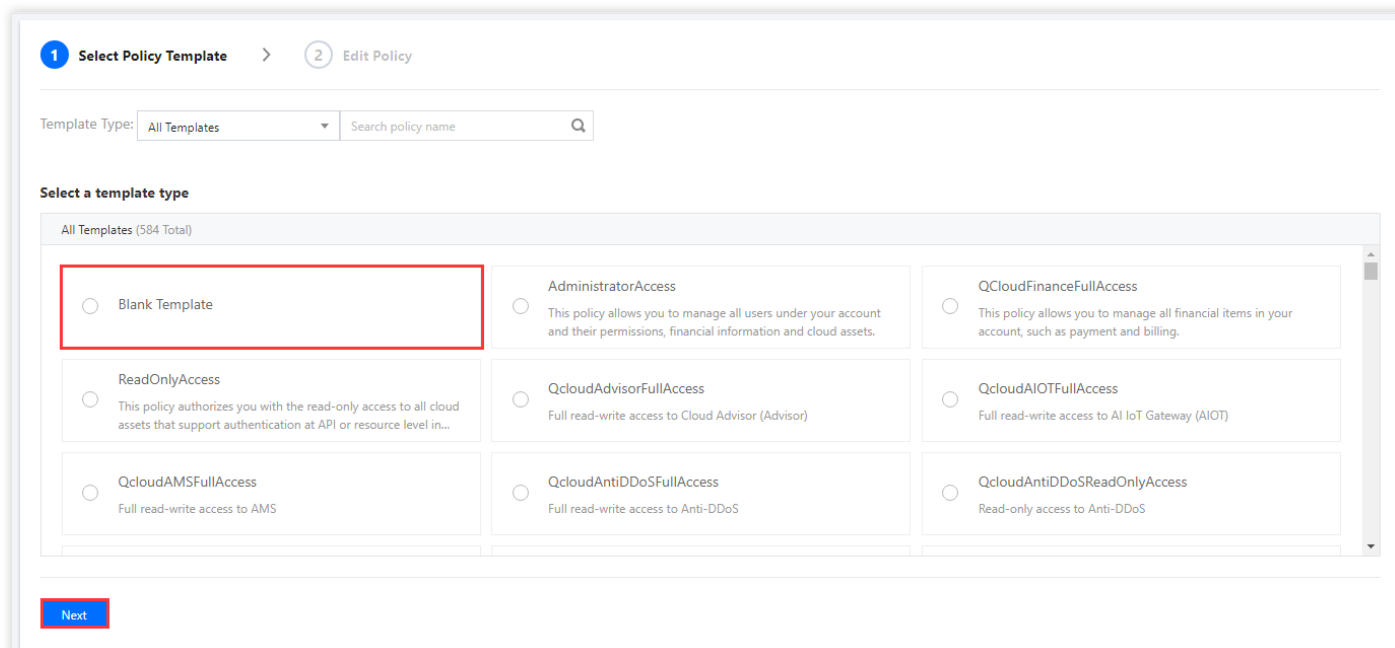 1 Select Policy Template > 2 Edit Policy
Template Type: All Templates Search policy name
Select a template type
All Templates (584 Total)
Blank Template
AdministratorAccess
This policy allows you to manage all users under your account
and their permissions, financial information and cloud assets.
QCloudFinanceFullAccess
This policy allows you to manage all financial items in your
account, such as payment and billing.
ReadOnlyAccess
This policy authorizes you with the read-only access to all cloud
assets that support authentication at API or resource level in...
QcloudAdvisorFullAccess
Full read-write access to Cloud Advisor (Advisor)
QcloudAIOTFullAccess
Full read-write access to AI IoT Gateway (AIOT)
QcloudAMSFullAccess
Full read-write access to AMS
QcloudAntiDDoSFullAccess
Full read-write access to Anti-DDoS
QcloudAntiDDoSReadOnlyAccess
Read-only access to Anti-DDoS
Next